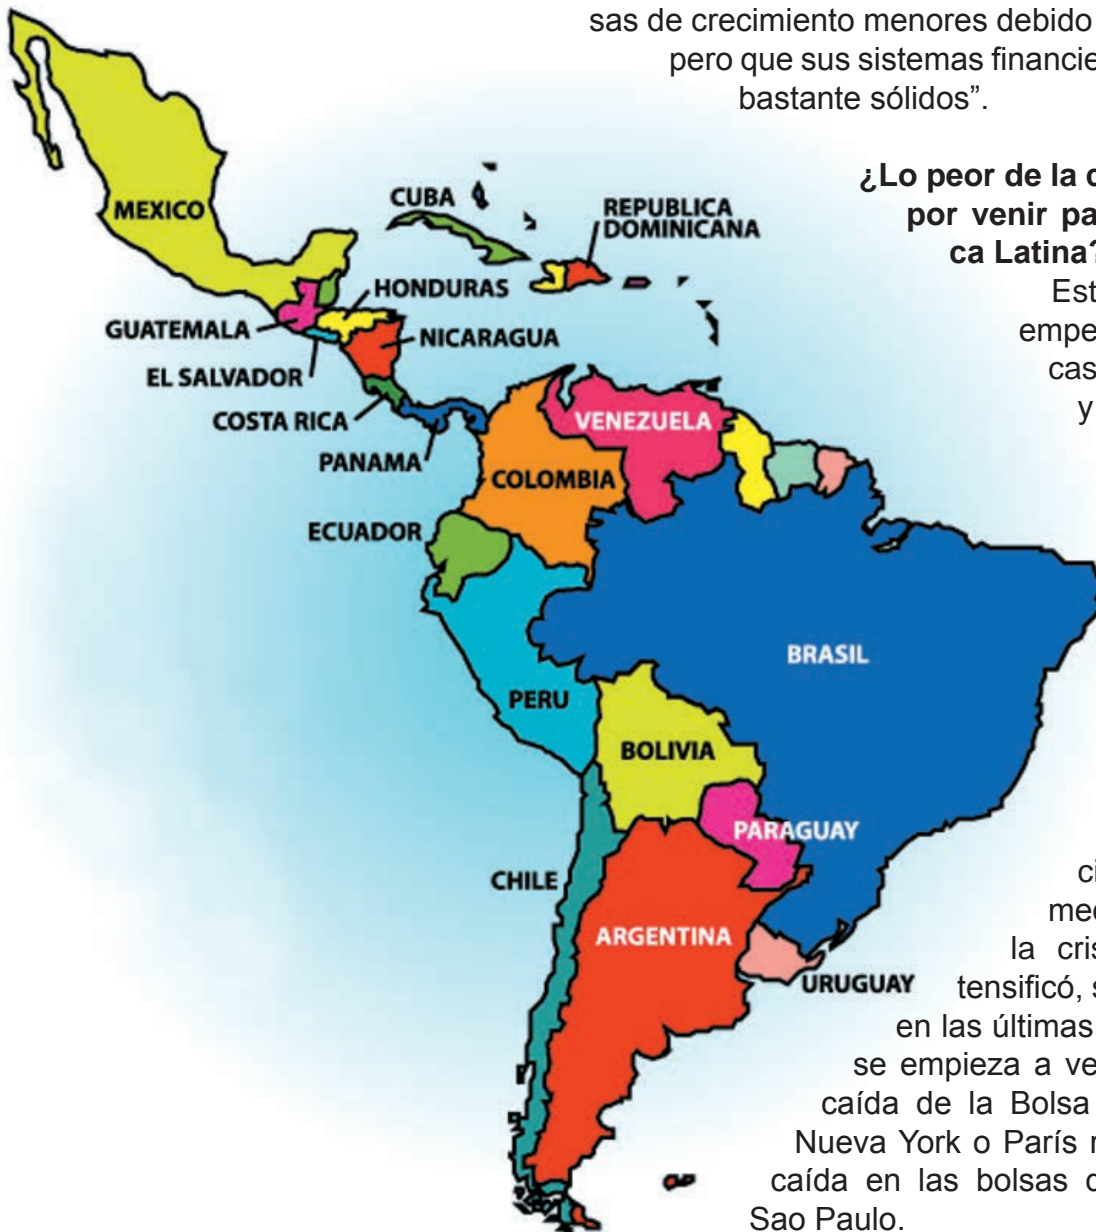 sas de crecimiento menores debido
pero que sus sistemas financie
bastante sólidos”.
¿Lo peor de la c
por venir pa
ca Latina?
Est
empe
cas
y
ci
med
la cris
tensificó, s
en las últimas
se empieza a ve
caída de la Bolsa
Nueva York o París r
caída en las bolsas d
Sao Paulo.
MEXICO
CUBA
REPUBLICA
DOMINICANA
HONDURAS
GUATEMALA
NICARAGUA
EL SALVADOR
COSTA RICA
PANAMA
VENEZUELA
COLOMBIA
ECUADOR
BRASIL
PERU
BOLIVIA
PARAGUAY
CHILE
ARGENTINA
URUGUAY